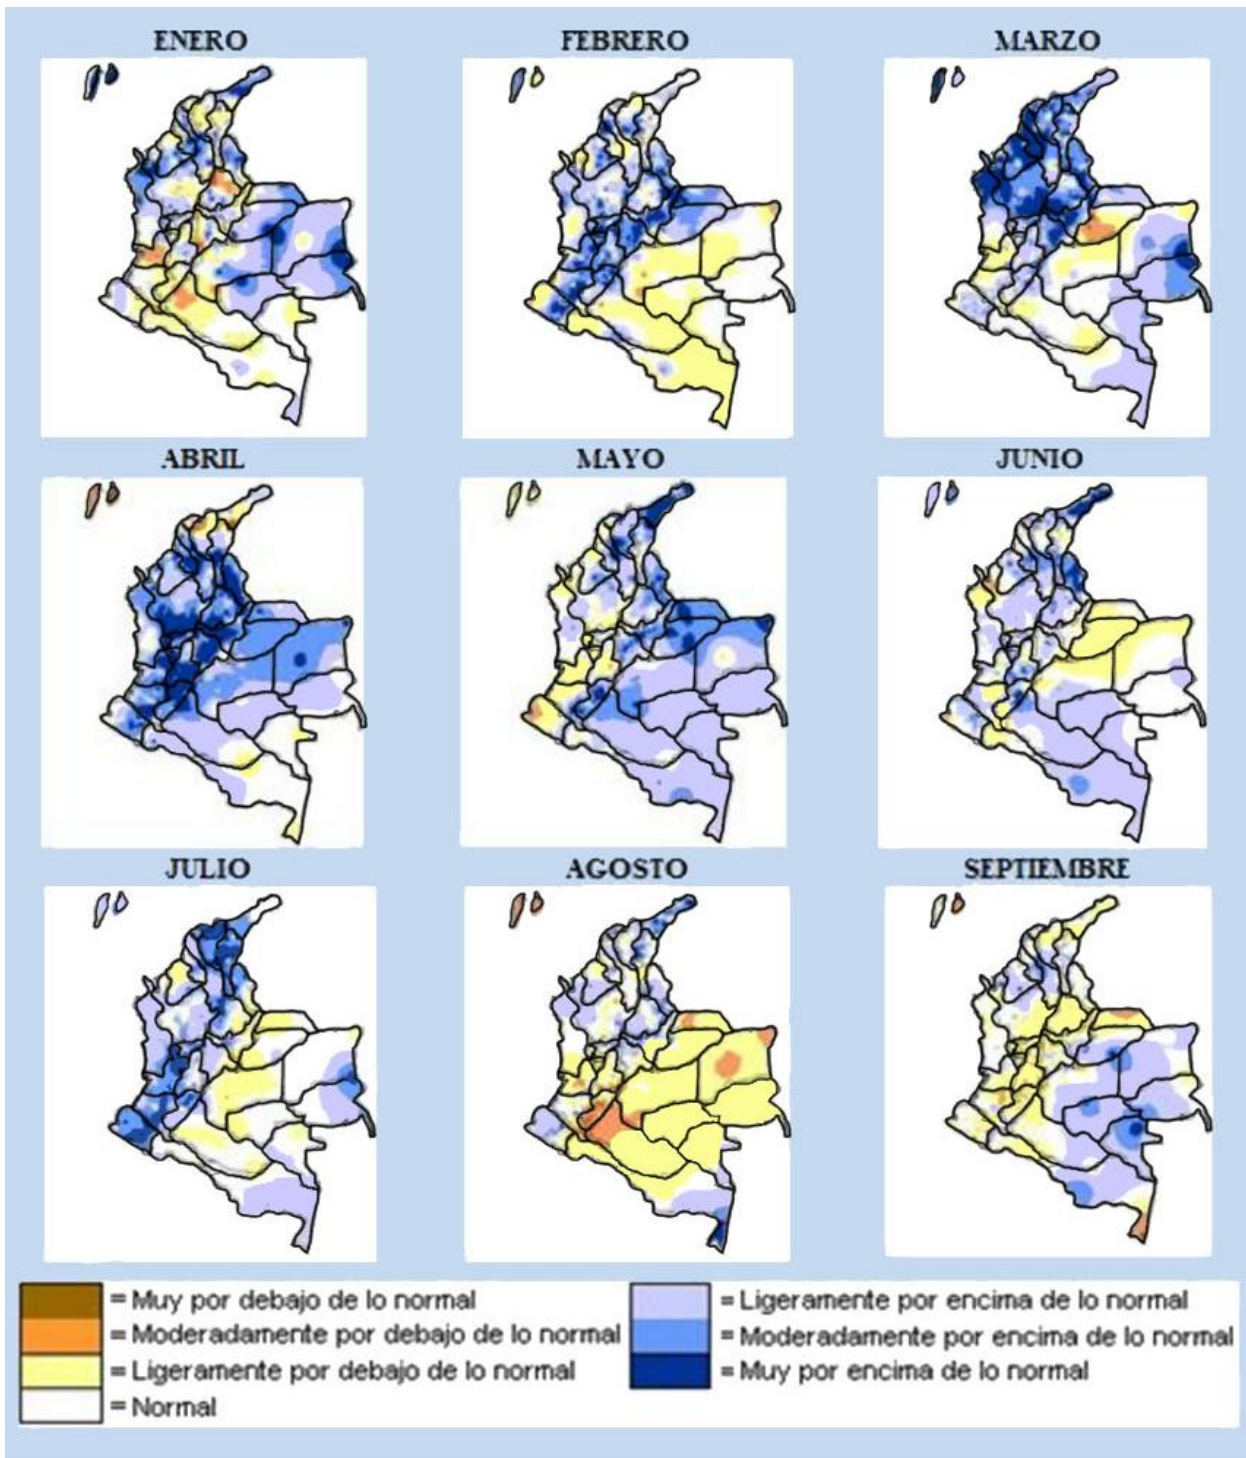 ENERO
FEBRERO
MARZO
ABRIL
MAYO
JUNIO
JULIO
AGOSTO
SEPTIEMBRE
= Muy por debajo de lo normal
= Moderadamente por debajo de lo normal
= Ligeramente por debajo de lo normal
= Normal
= Ligeramente por encima de lo normal
= Moderadamente por encima de lo normal
= Muy por encima de lo normal